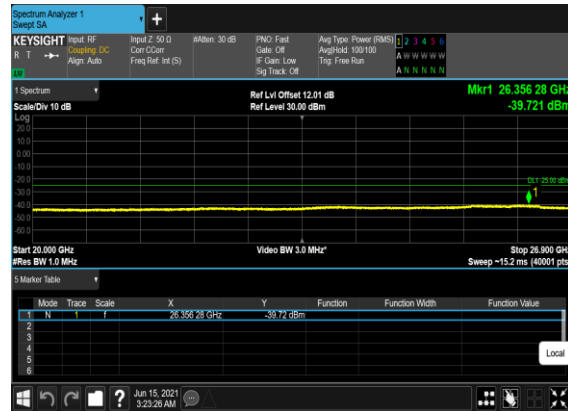 Spectrum Analyzer 1
Swept SA
+
KEYSIGHT
R T
Input: RF
Coupling: DC
Align: Auto
Input Z: 50 Ω
Corr CCorr
Freq Ref: Int (S)
#Atten: 30 dB
PNO: Fast
Gate: Off
IF Gain: Low
Sig Track: Off
Avg Type: Power (RMS)
Avg|Hold: 100/100
Trig: Free Run
1 2 3 4 5 6
A W W W W W
A N N N N N
1 Spectrum
Scale/Div 10 dB
Ref Lvl Offset 12.01 dB
Ref Level 30.00 dBm
Mkr1 26.356 28 GHz
-39.721 dBm
Log
20.0
10.0
0.00
-10.0
-20.0
-30.0
-40.0
-50.0
-60.0
DL1 -25.00 dBm
1
Start 20.000 GHz
#Res BW 1.0 MHz
Video BW 3.0 MHz*
Stop 26.900 GHz
Sweep ~15.2 ms (40001 pts)
5 Marker Table
Mode Trace Scale X Y Function Function Width Function Value
1 N 1 f 26.356 28 GHz -39.72 dBm
2
3
4
5
6
Local
?
Jun 15, 2021
3:23:26 AM